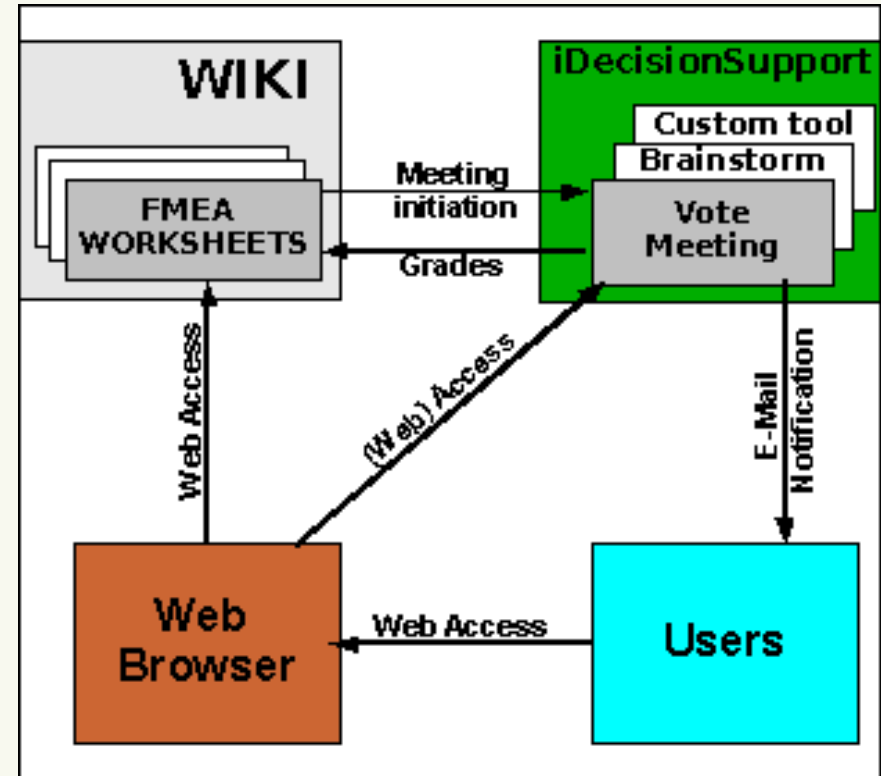 WIKI
iDecisionSupport
Custom tool
Brainstorm
FMEA
WORKSHEETS
Meeting
initiation
Vote
Meeting
Grades
Web Access
(Web) Access
E-Mail
Notification
Web
Browser
Web Access
Users